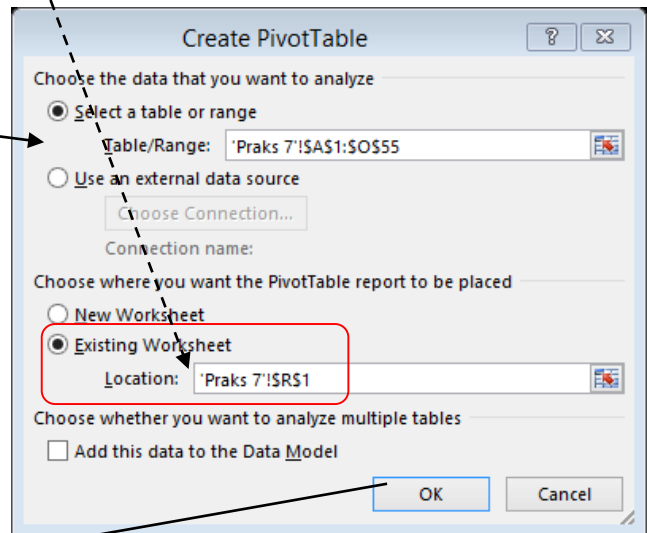 Create PivotTable
?
Choose the data that you want to analyze
Select a table or range
Table/Range: 'Praks 7'!$A$1:$O$55
Use an external data source
Choose Connection...
Connection name:
Choose where you want the PivotTable report to be placed
New Worksheet
Existing Worksheet
Location: 'Praks 7'!$R$1
Choose whether you want to analyze multiple tables
Add this data to the Data Model
OK Cancel